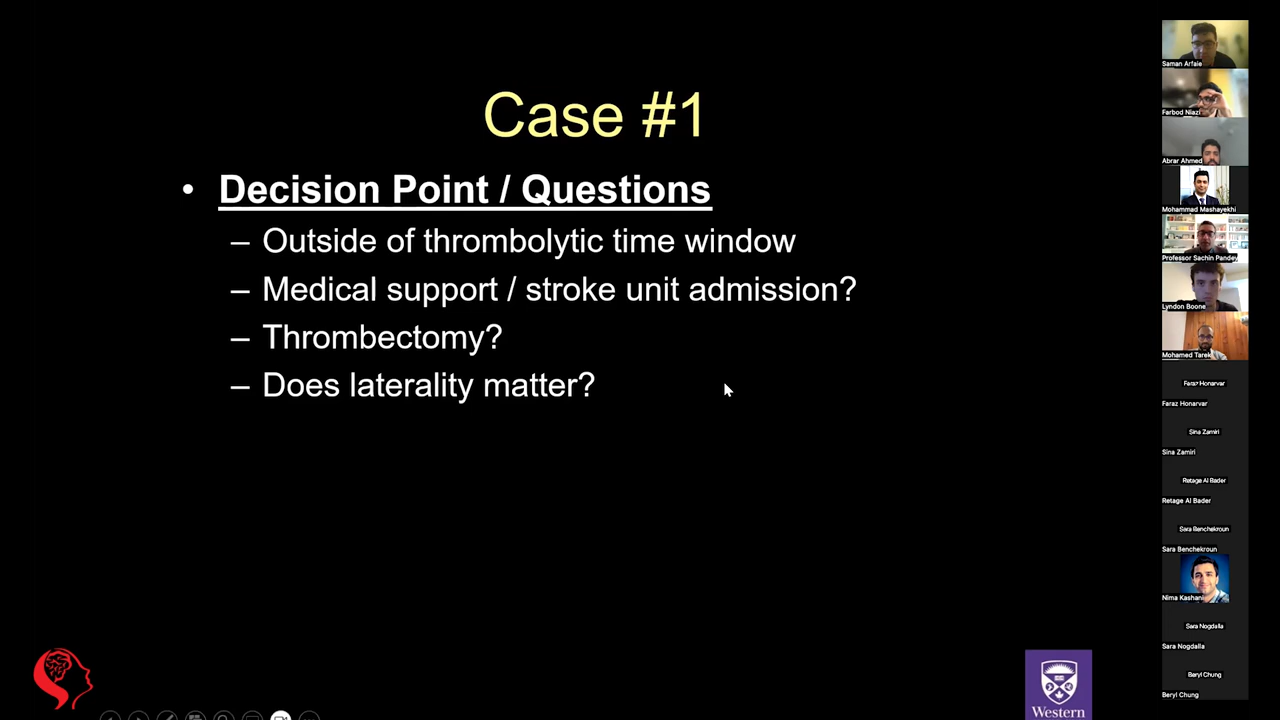 Case #1
• Decision Point / Questions
– Outside of thrombolytic time window
– Medical support / stroke unit admission?
– Thrombectomy?
– Does laterality matter?
Western
Saman Arfaie
Farbod Niazi
Abrar Ahmed
Mohammad Mashayekhi
Professor Sachin Pandey
Lyndon Boone
Mohamed Tarek
Faraz Honarvar
Faraz Honarvar
Sina Zamiri
Sina Zamiri
Retage Al Bader
Retage Al Bader
Sara Benchekroun
Sara Benchekroun
Nima Kashani
Sara Nogdalla
Sara Nogdalla
Beryl Chung
Beryl Chung